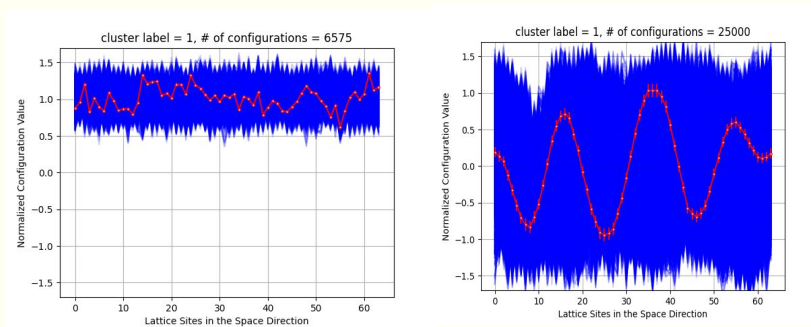 cluster label = 1, # of configurations = 6575
1.5
1.0
0.5
0.0
−0.5
−1.0
−1.5
Normalized Configuration Value
0 10 20 30 40 50 60
Lattice Sites in the Space Direction
cluster label = 1, # of configurations = 25000
1.5
1.0
0.5
0.0
−0.5
−1.0
−1.5
Normalized Configuration Value
0 10 20 30 40 50 60
Lattice Sites in the Space Direction